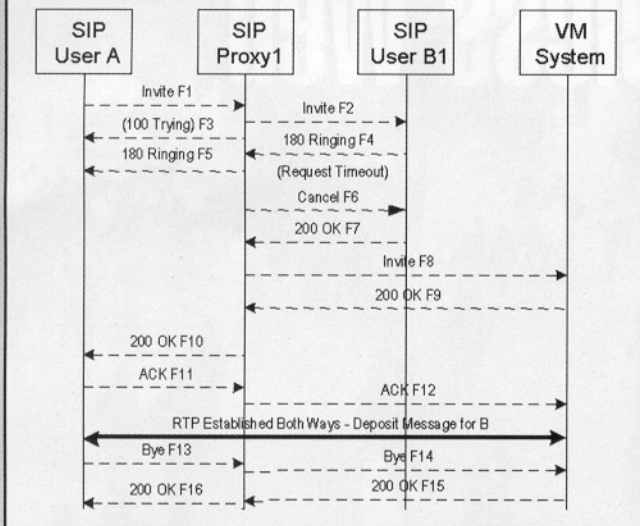 SIP
User A
SIP
Proxy1
SIP
User B1
VM
System
Invite F1
Invite F2
(100 Trying) F3
180 Ringing F4
180 Ringing F5
(Request Timeout)
Cancel F6
200 OK F7
Invite F8
200 OK F9
200 OK F10
ACK F11
ACK F12
RTP Established Both Ways - Deposit Message for B
Bye F13
Bye F14
200 OK F15
200 OK F16